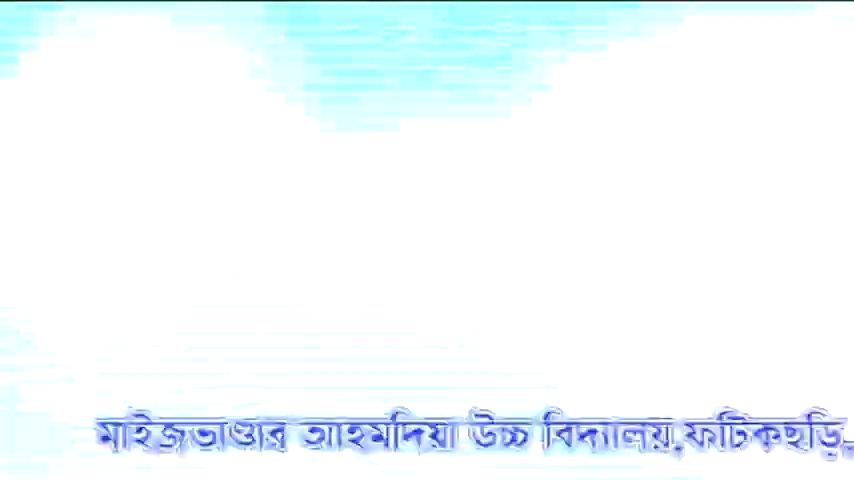 মাইজভাণ্ডার আহমদিয়া উচ্চ বিদ্যালয়,ফটিকছড়ি,